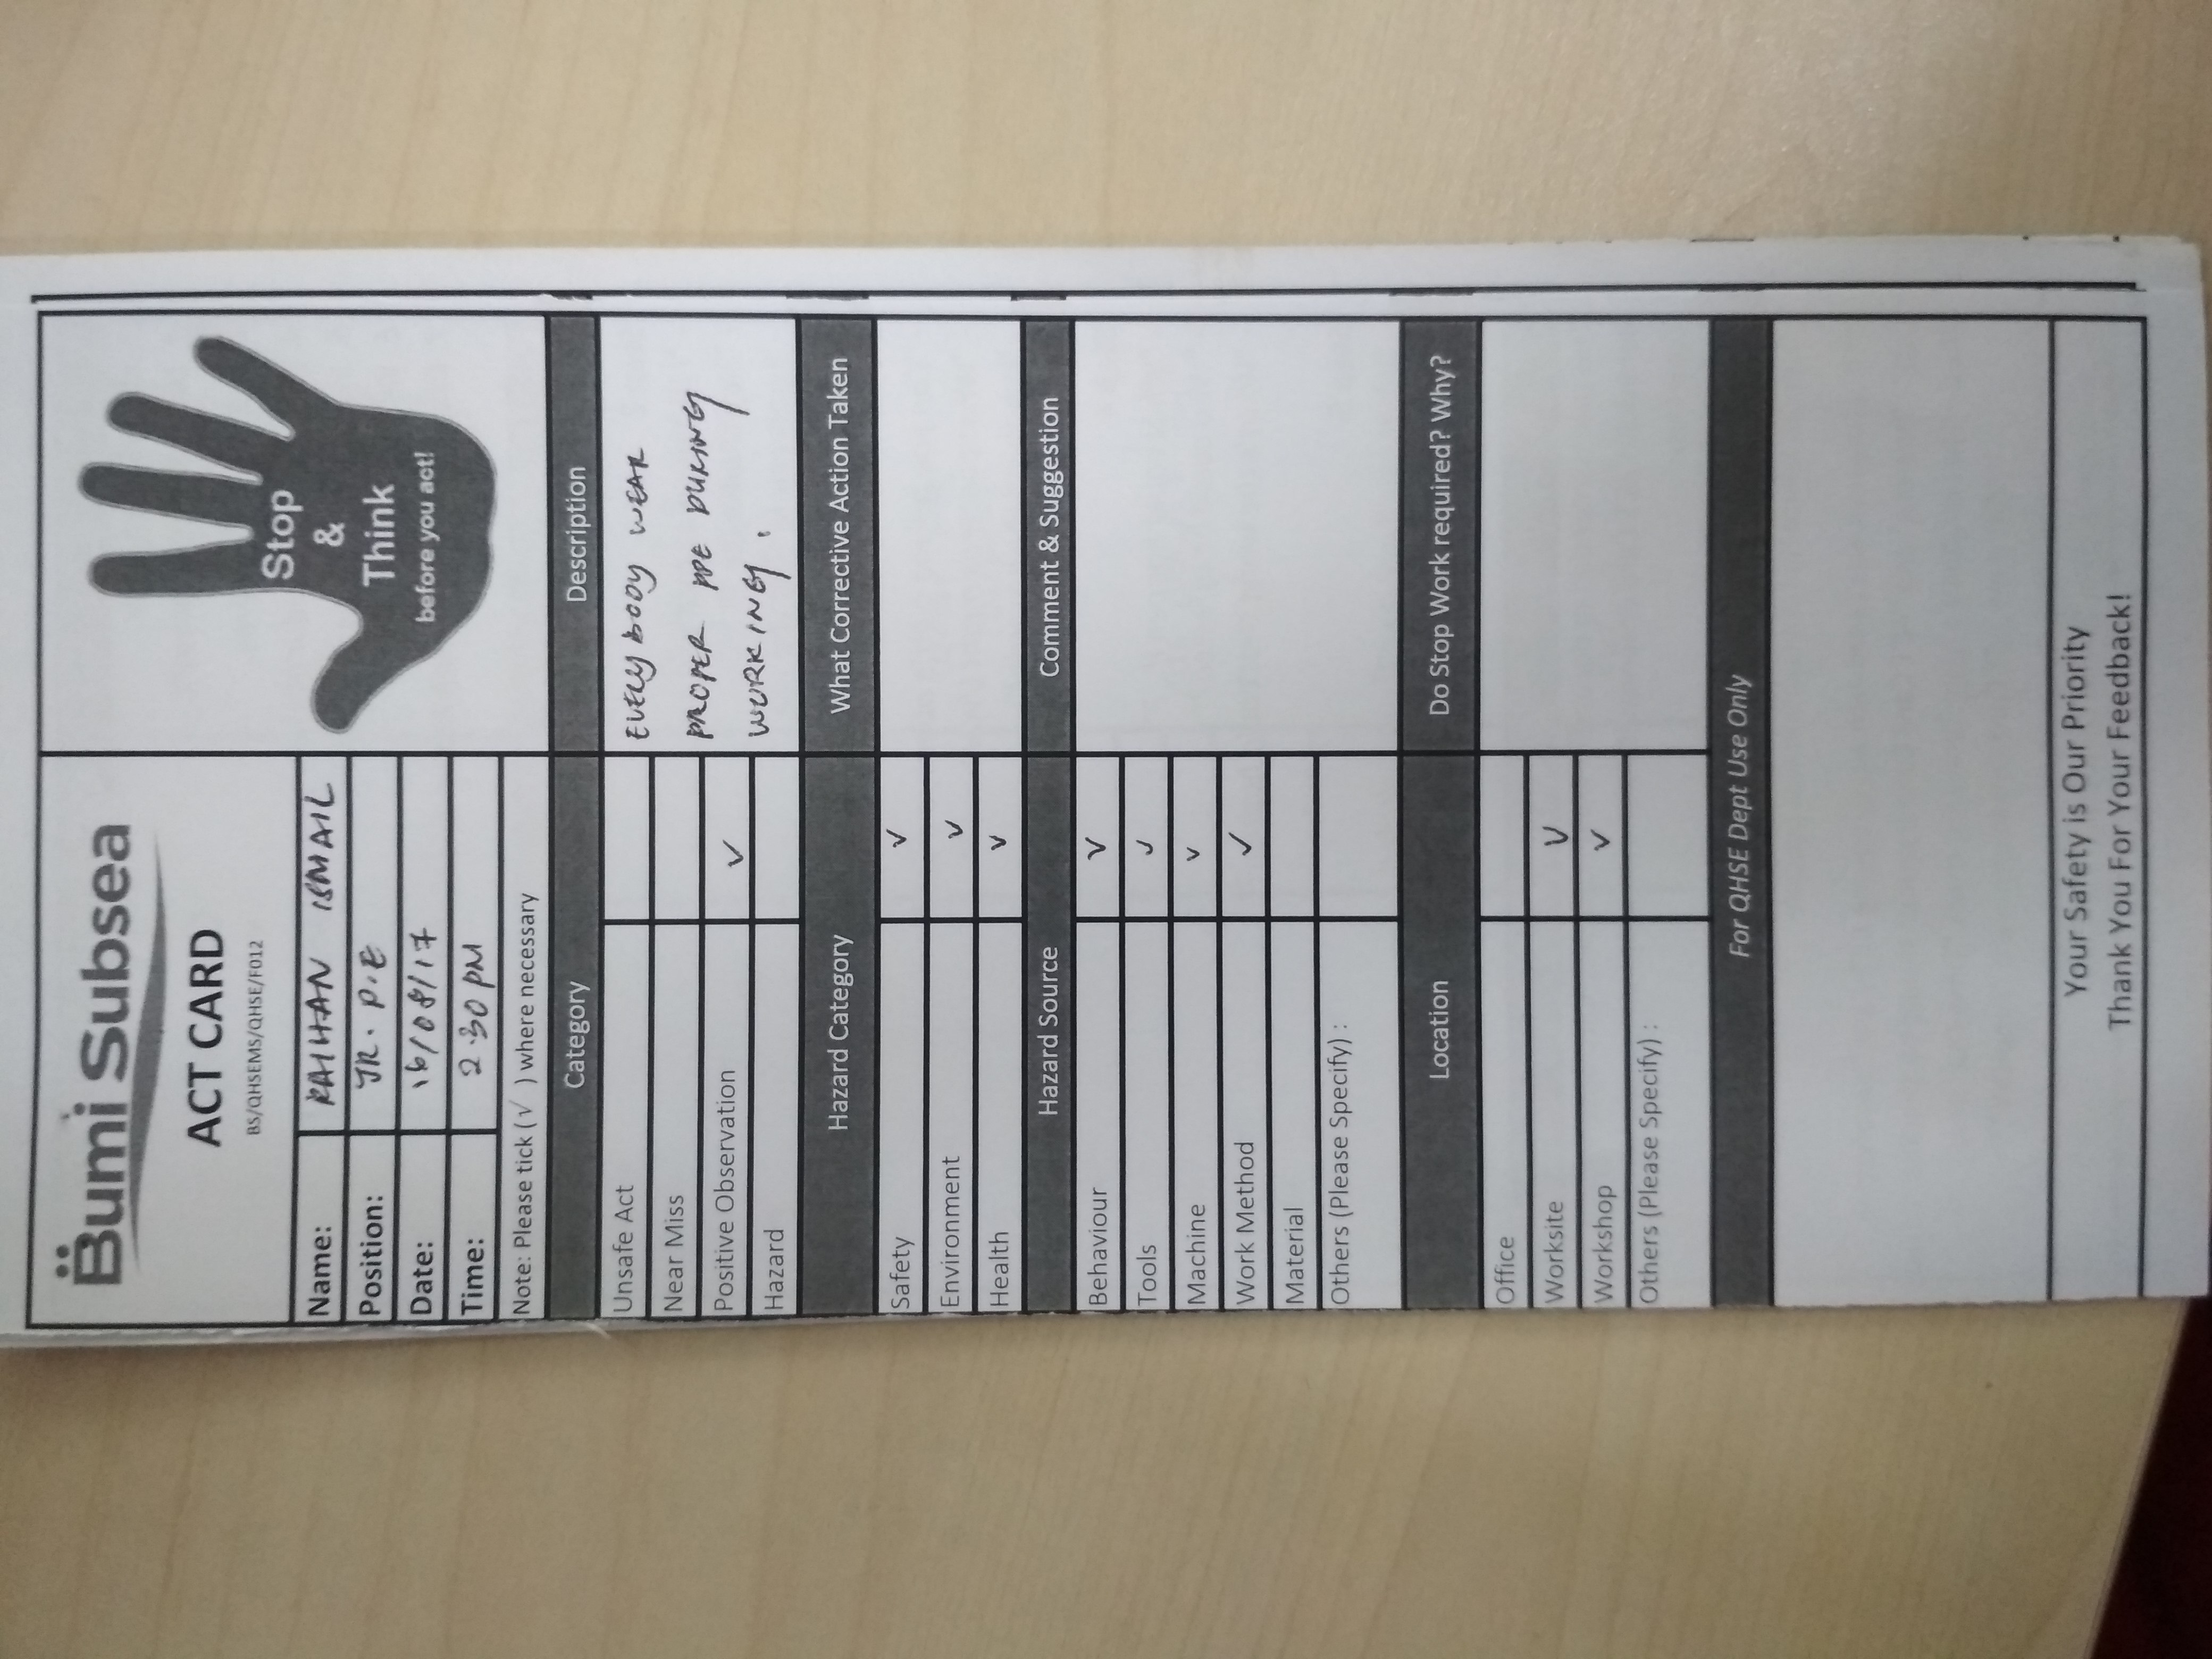 Bumi Subsea
ACT CARD
BS/QHSEMS/QHSE/F012
Stop
&
Think
before you act!
Name: RAIHAN ISMAIL
Position: JR. P.E
Date: 16/08/17
Time: 2.30 PM
Note: Please tick ( √ ) where necessary
Category Description
Unsafe Act
Near Miss
Positive Observation √
Hazard
EVERYBODY WEAR
PROPER PPE DURING
WORKING.
Hazard Category What Corrective Action Taken
Safety √
Environment √
Health √
Hazard Source Comment & Suggestion
Behaviour √
Tools √
Machine √
Work Method √
Material
Others (Please Specify) :
Location Do Stop Work required? Why?
Office
Worksite √
Workshop √
Others (Please Specify) :
For QHSE Dept Use Only
Your Safety is Our Priority
Thank You For Your Feedback!